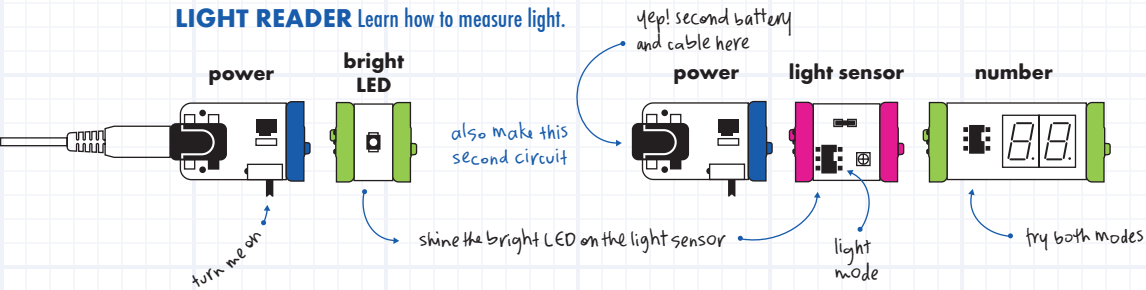 LIGHT READER Learn how to measure light.
yep! second battery
and cable here
power
bright
LED
power
light sensor
number
also make this
second circuit
8.8.
turn me on
shine the bright LED on the light sensor
light
mode
try both modes